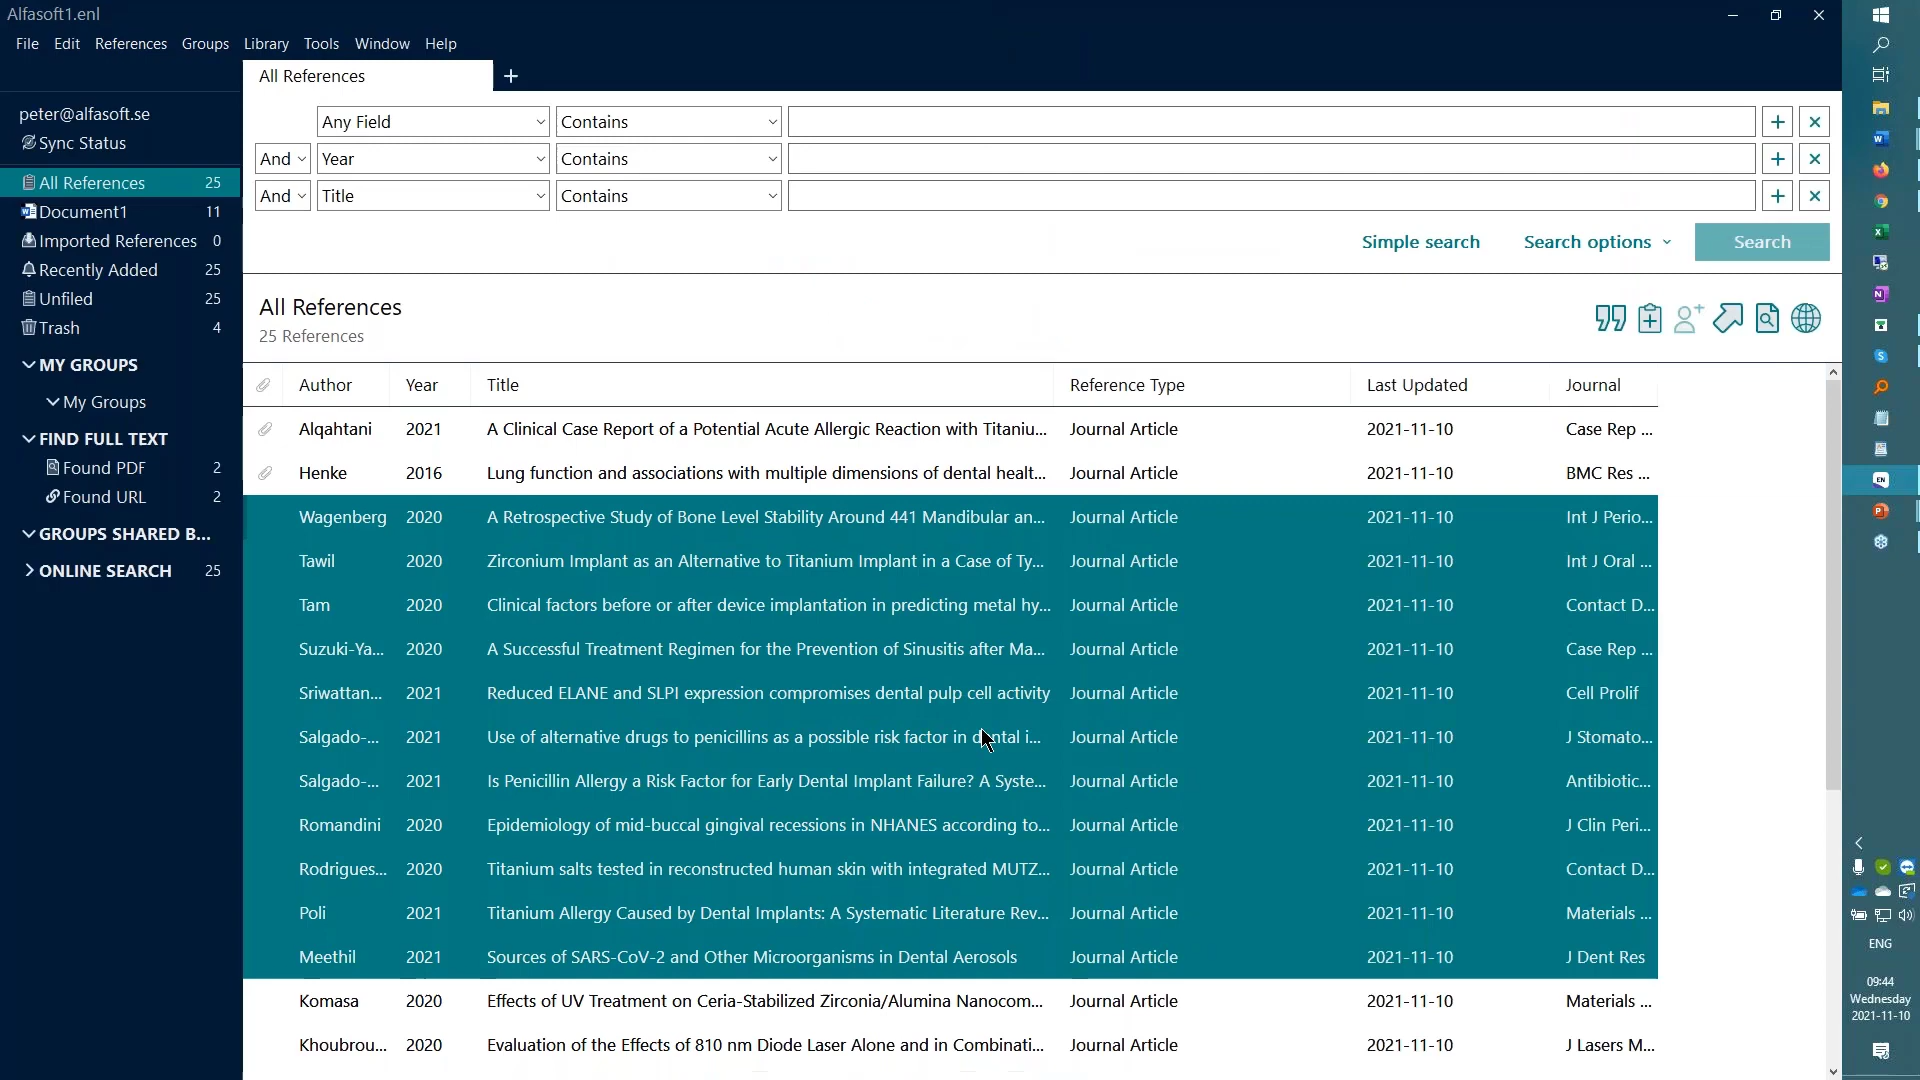 Alfasoft1.enl
File Edit References Groups Library Tools Window Help
All References
peter@alfasoft.se
Sync Status
All References 25
Document1 11
Imported References 0
Recently Added 25
Unfiled 25
Trash 4
MY GROUPS
My Groups
FIND FULL TEXT
Found PDF 2
Found URL 2
GROUPS SHARED B...
ONLINE SEARCH 25
Any Field Contains
And Year Contains
And Title Contains
Simple search Search options Search
All References
25 References
Author Year Title Reference Type Last Updated Journal
Alqahtani 2021 A Clinical Case Report of a Potential Acute Allergic Reaction with Titaniu... Journal Article 2021-11-10 Case Rep ...
Henke 2016 Lung function and associations with multiple dimensions of dental healt... Journal Article 2021-11-10 BMC Res ...
Wagenberg 2020 A Retrospective Study of Bone Level Stability Around 441 Mandibular an... Journal Article 2021-11-10 Int J Perio...
Tawil 2020 Zirconium Implant as an Alternative to Titanium Implant in a Case of Ty... Journal Article 2021-11-10 Int J Oral ...
Tam 2020 Clinical factors before or after device implantation in predicting metal hy... Journal Article 2021-11-10 Contact D...
Suzuki-Ya... 2020 A Successful Treatment Regimen for the Prevention of Sinusitis after Ma... Journal Article 2021-11-10 Case Rep ...
Sriwattan... 2021 Reduced ELANE and SLPI expression compromises dental pulp cell activity Journal Article 2021-11-10 Cell Prolif
Salgado-... 2021 Use of alternative drugs to penicillins as a possible risk factor in dental i... Journal Article 2021-11-10 J Stomato...
Salgado-... 2021 Is Penicillin Allergy a Risk Factor for Early Dental Implant Failure? A Syste... Journal Article 2021-11-10 Antibiotic...
Romandini 2020 Epidemiology of mid-buccal gingival recessions in NHANES according to... Journal Article 2021-11-10 J Clin Peri...
Rodrigues... 2020 Titanium salts tested in reconstructed human skin with integrated MUTZ... Journal Article 2021-11-10 Contact D...
Poli 2021 Titanium Allergy Caused by Dental Implants: A Systematic Literature Rev... Journal Article 2021-11-10 Materials ...
Meethil 2021 Sources of SARS-CoV-2 and Other Microorganisms in Dental Aerosols Journal Article 2021-11-10 J Dent Res
Komasa 2020 Effects of UV Treatment on Ceria-Stabilized Zirconia/Alumina Nanocom... Journal Article 2021-11-10 Materials ...
Khoubrou... 2020 Evaluation of the Effects of 810 nm Diode Laser Alone and in Combinati... Journal Article 2021-11-10 J Lasers M...
EN
ENG
09:44
Wednesday
2021-11-10